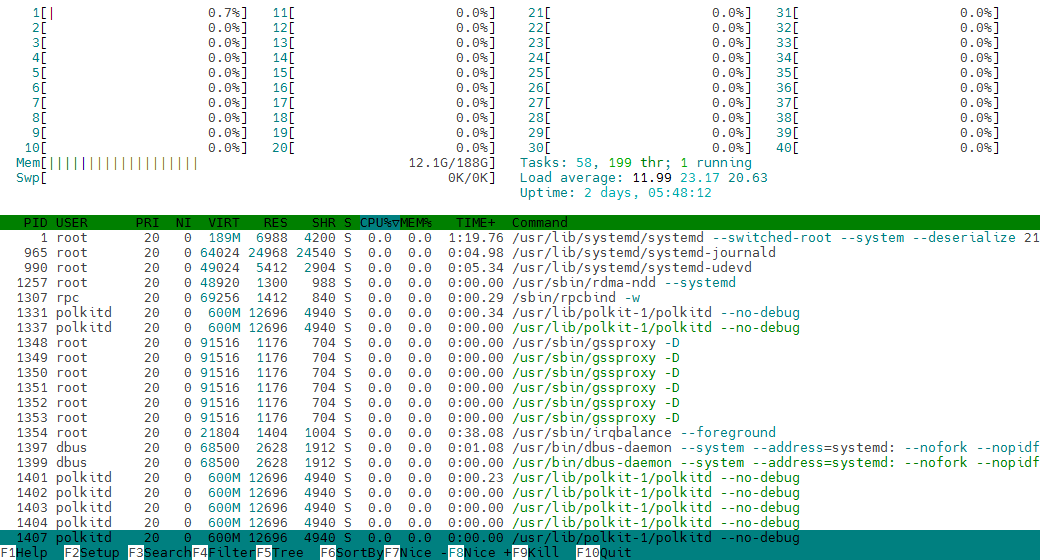 1[| 0.7%] 11[ 0.0%] 21[ 0.0%] 31[ 0.0%]
2[ 0.0%] 12[ 0.0%] 22[ 0.0%] 32[ 0.0%]
3[ 0.0%] 13[ 0.0%] 23[ 0.0%] 33[ 0.0%]
4[ 0.0%] 14[ 0.0%] 24[ 0.0%] 34[ 0.0%]
5[ 0.0%] 15[ 0.0%] 25[ 0.0%] 35[ 0.0%]
6[ 0.0%] 16[ 0.0%] 26[ 0.0%] 36[ 0.0%]
7[ 0.0%] 17[ 0.0%] 27[ 0.0%] 37[ 0.0%]
8[ 0.0%] 18[ 0.0%] 28[ 0.0%] 38[ 0.0%]
9[ 0.0%] 19[ 0.0%] 29[ 0.0%] 39[ 0.0%]
10[ 0.0%] 20[ 0.0%] 30[ 0.0%] 40[ 0.0%]
Mem[||||||||||||||||||| 12.1G/188G] Tasks: 58, 199 thr; 1 running
Swp[ 0K/0K] Load average: 11.99 23.17 20.63
Uptime: 2 days, 05:48:12
PID USER PRI NI VIRT RES SHR S CPU%▽MEM% TIME+ Command
1 root 20 0 189M 6988 4200 S 0.0 0.0 1:19.76 /usr/lib/systemd/systemd --switched-root --system --deserialize 21
965 root 20 0 64024 24968 24540 S 0.0 0.0 0:04.98 /usr/lib/systemd/systemd-journald
990 root 20 0 49024 5412 2904 S 0.0 0.0 0:05.34 /usr/lib/systemd/systemd-udevd
1257 root 20 0 48920 1300 988 S 0.0 0.0 0:00.00 /usr/sbin/rdma-ndd --systemd
1307 rpc 20 0 69256 1412 840 S 0.0 0.0 0:00.29 /sbin/rpcbind -w
1331 polkitd 20 0 600M 12696 4940 S 0.0 0.0 0:00.34 /usr/lib/polkit-1/polkitd --no-debug
1337 polkitd 20 0 600M 12696 4940 S 0.0 0.0 0:00.00 /usr/lib/polkit-1/polkitd --no-debug
1348 root 20 0 91516 1176 704 S 0.0 0.0 0:00.00 /usr/sbin/gssproxy -D
1349 root 20 0 91516 1176 704 S 0.0 0.0 0:00.00 /usr/sbin/gssproxy -D
1350 root 20 0 91516 1176 704 S 0.0 0.0 0:00.00 /usr/sbin/gssproxy -D
1351 root 20 0 91516 1176 704 S 0.0 0.0 0:00.00 /usr/sbin/gssproxy -D
1352 root 20 0 91516 1176 704 S 0.0 0.0 0:00.00 /usr/sbin/gssproxy -D
1353 root 20 0 91516 1176 704 S 0.0 0.0 0:00.00 /usr/sbin/gssproxy -D
1354 root 20 0 21804 1404 1004 S 0.0 0.0 0:38.08 /usr/sbin/irqbalance --foreground
1397 dbus 20 0 68500 2628 1912 S 0.0 0.0 0:01.08 /usr/bin/dbus-daemon --system --address=systemd: --nofork --nopidf
1399 dbus 20 0 68500 2628 1912 S 0.0 0.0 0:00.00 /usr/bin/dbus-daemon --system --address=systemd: --nofork --nopidf
1401 polkitd 20 0 600M 12696 4940 S 0.0 0.0 0:00.23 /usr/lib/polkit-1/polkitd --no-debug
1402 polkitd 20 0 600M 12696 4940 S 0.0 0.0 0:00.00 /usr/lib/polkit-1/polkitd --no-debug
1403 polkitd 20 0 600M 12696 4940 S 0.0 0.0 0:00.00 /usr/lib/polkit-1/polkitd --no-debug
1404 polkitd 20 0 600M 12696 4940 S 0.0 0.0 0:00.00 /usr/lib/polkit-1/polkitd --no-debug
1407 polkitd 20 0 600M 12696 4940 S 0.0 0.0 0:00.00 /usr/lib/polkit-1/polkitd --no-debug
F1Help F2Setup F3SearchF4FilterF5Tree F6SortByF7Nice -F8Nice +F9Kill F10Quit